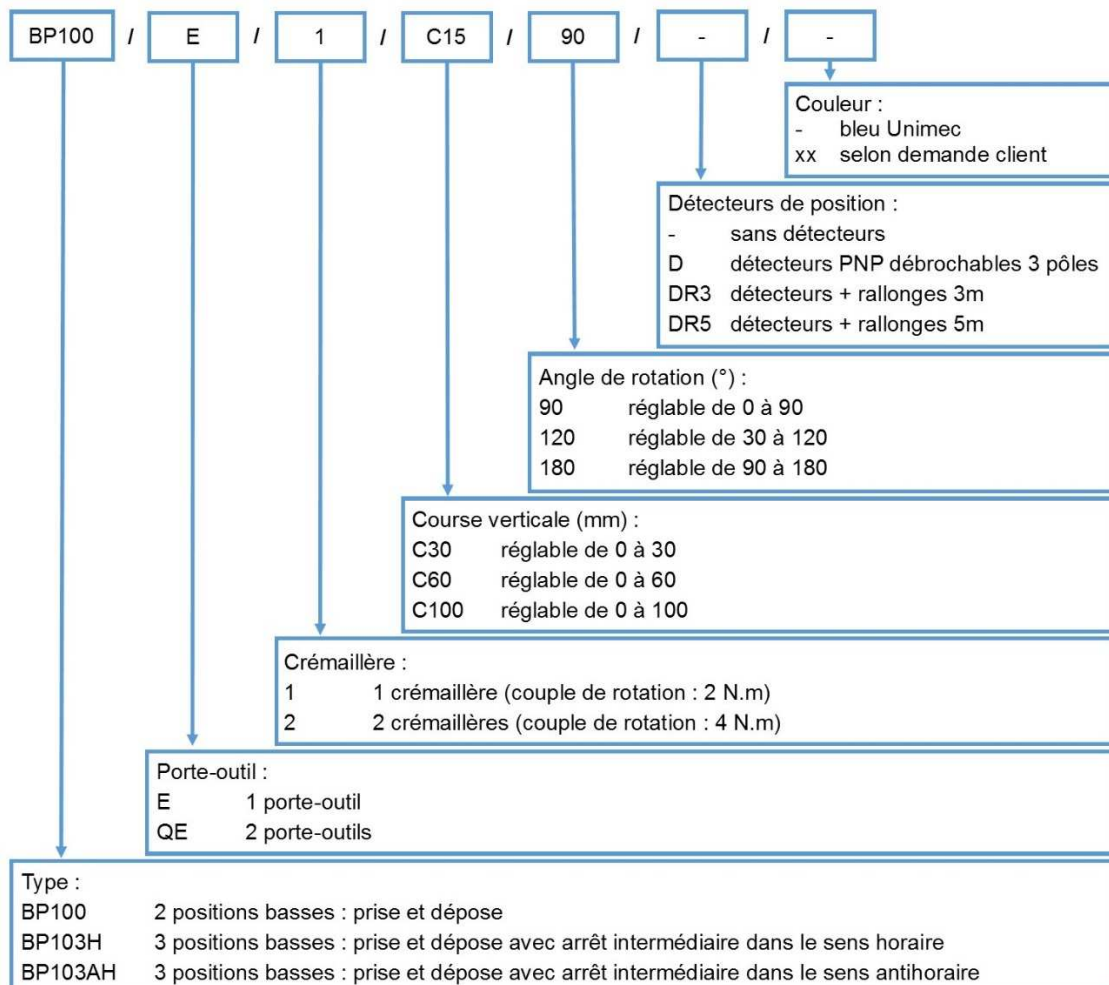 BP100 / E / 1 / C15 / 90 / - / -
Couleur :
- bleu Unimec
xx selon demande client
Détecteurs de position :
- sans détecteurs
D détecteurs PNP débrochables 3 pôles
DR3 détecteurs + rallonges 3m
DR5 détecteurs + rallonges 5m
Angle de rotation (°) :
90 réglable de 0 à 90
120 réglable de 30 à 120
180 réglable de 90 à 180
Course verticale (mm) :
C30 réglable de 0 à 30
C60 réglable de 0 à 60
C100 réglable de 0 à 100
Crémaillère :
1 1 crémaillère (couple de rotation : 2 N.m)
2 2 crémaillères (couple de rotation : 4 N.m)
Porte-outil :
E 1 porte-outil
QE 2 porte-outils
Type :
BP100 2 positions basses : prise et dépose
BP103H 3 positions basses : prise et dépose avec arrêt intermédiaire dans le sens horaire
BP103AH 3 positions basses : prise et dépose avec arrêt intermédiaire dans le sens antihoraire